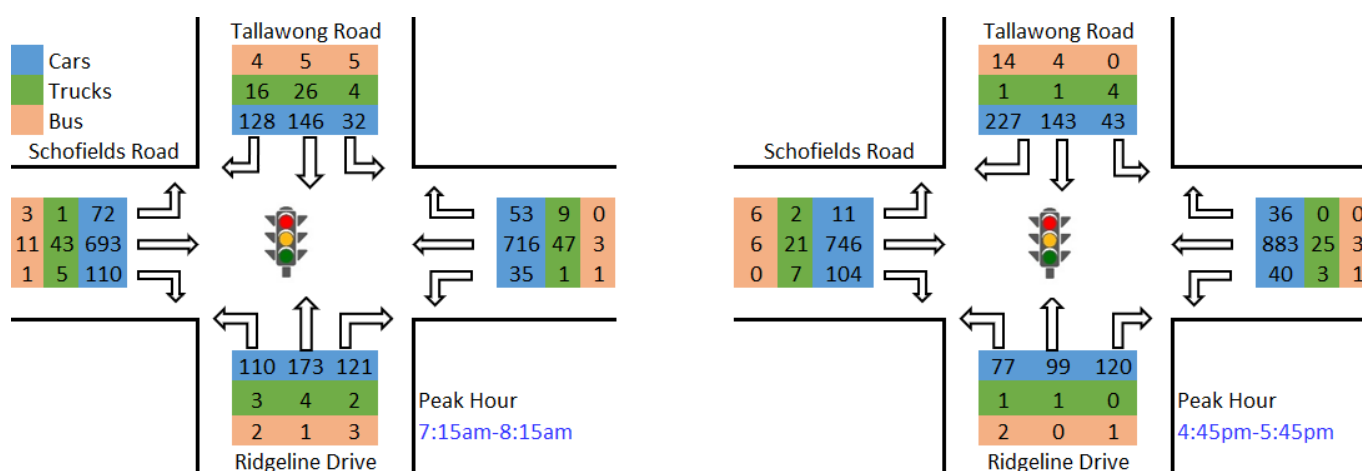 Tallawong Road
4 5 5
16 26 4
128 146 32
Cars
Trucks
Bus
Schofields Road
3 1 72
11 43 693
1 5 110
53 9 0
716 47 3
35 1 1
110 173 121
3 4 2
2 1 3
Ridgeline Drive
Peak Hour
7:15am-8:15am
Tallawong Road
14 4 0
1 1 4
227 143 43
Schofields Road
6 2 11
6 21 746
0 7 104
36 0 0
883 25 3
40 3 1
77 99 120
1 1 0
2 0 1
Ridgeline Drive
Peak Hour
4:45pm-5:45pm